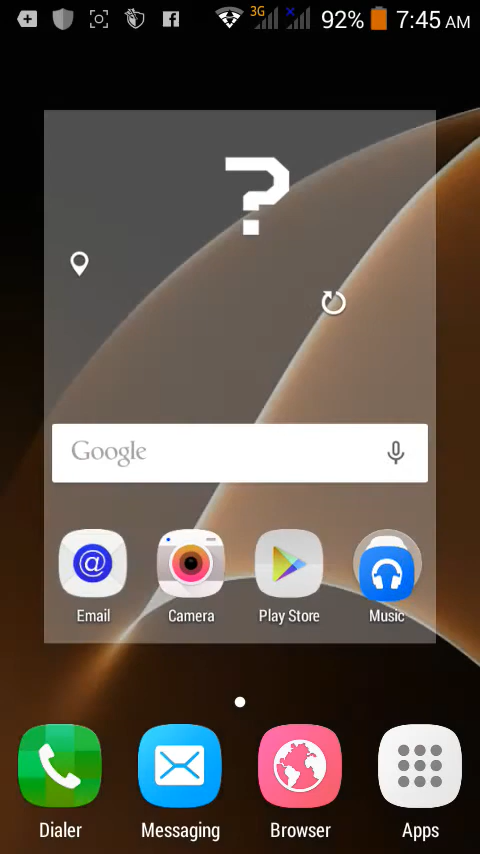 3G 92% 7:45 AM
?
Google
Email Camera Play Store Music
Dialer Messaging Browser Apps